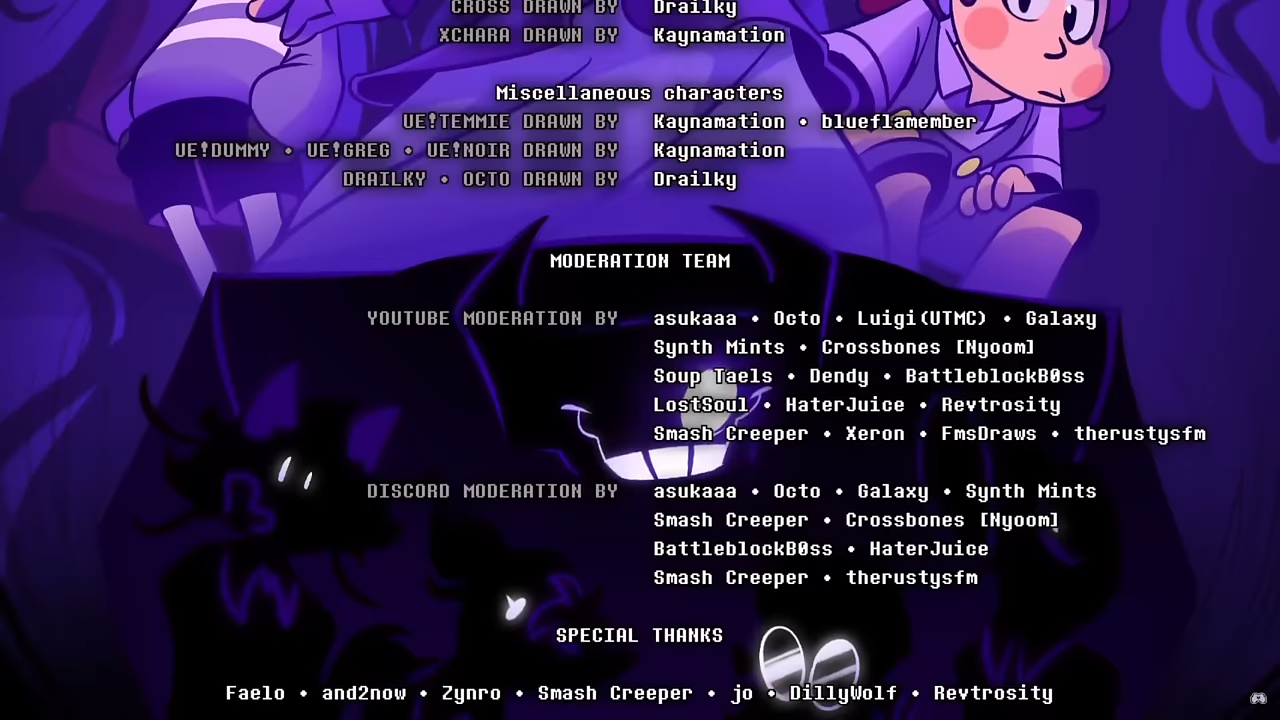 CROSS DRAWN BY Drailky
XCHARA DRAWN BY Kaynamation
Miscellaneous characters
UE!TEMMIE DRAWN BY Kaynamation • blueflamember
UE!DUMMY • UE!GREG • UE!NOIR DRAWN BY Kaynamation
DRAILKY • OCTO DRAWN BY Drailky
MODERATION TEAM
YOUTUBE MODERATION BY asukaaa • Octo • Luigi(UTMC) • Galaxy
Synth Mints • Crossbones [Nyoom]
Soup Taels • Dendy • BattleblockB0ss
LostSoul • HaterJuice • Revtrosity
Smash Creeper • Xeron • FmsDraws • therustysfm
DISCORD MODERATION BY asukaaa • Octo • Galaxy • Synth Mints
Smash Creeper • Crossbones [Nyoom]
BattleblockB0ss • HaterJuice
Smash Creeper • therustysfm
SPECIAL THANKS
Faelo • and2now • Zynro • Smash Creeper • jo • DillyWolf • Revtrosity